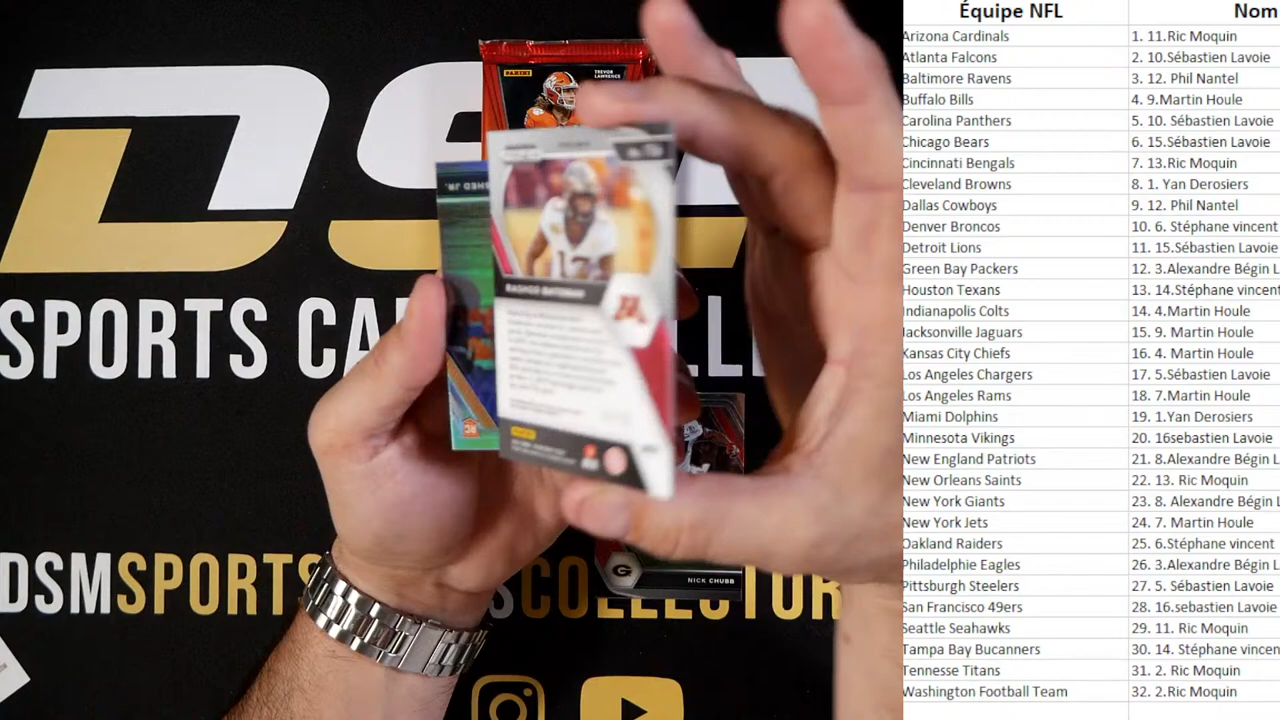 PANINI
TREVOR
LAWRENCE
SPORTS CA
LLE
DSMSPORTS
SCOLLECTOR
RASHOD BATEMAN
NICK CHUBB
Équipe NFL Nom
Arizona Cardinals 1. 11.Ric Moquin
Atlanta Falcons 2. 10.Sébastien Lavoie
Baltimore Ravens 3. 12. Phil Nantel
Buffalo Bills 4. 9.Martin Houle
Carolina Panthers 5. 10. Sébastien Lavoie
Chicago Bears 6. 15.Sébastien Lavoie
Cincinnati Bengals 7. 13.Ric Moquin
Cleveland Browns 8. 1. Yan Derosiers
Dallas Cowboys 9. 12. Phil Nantel
Denver Broncos 10. 6. Stéphane vincent
Detroit Lions 11. 15.Sébastien Lavoie
Green Bay Packers 12. 3.Alexandre Bégin L
Houston Texans 13. 14.Stéphane vincent
Indianapolis Colts 14. 4.Martin Houle
Jacksonville Jaguars 15. 9. Martin Houle
Kansas City Chiefs 16. 4. Martin Houle
Los Angeles Chargers 17. 5.Sébastien Lavoie
Los Angeles Rams 18. 7.Martin Houle
Miami Dolphins 19. 1.Yan Derosiers
Minnesota Vikings 20. 16sebastien Lavoie
New England Patriots 21. 8.Alexandre Bégin L
New Orleans Saints 22. 13. Ric Moquin
New York Giants 23. 8. Alexandre Bégin L
New York Jets 24. 7. Martin Houle
Oakland Raiders 25. 6.Stéphane vincent
Philadelphie Eagles 26. 3.Alexandre Bégin L
Pittsburgh Steelers 27. 5. Sébastien Lavoie
San Francisco 49ers 28. 16.sebastien Lavoie
Seattle Seahawks 29. 11. Ric Moquin
Tampa Bay Bucanners 30. 14. Stéphane vincen
Tennesse Titans 31. 2. Ric Moquin
Washington Football Team 32. 2.Ric Moquin